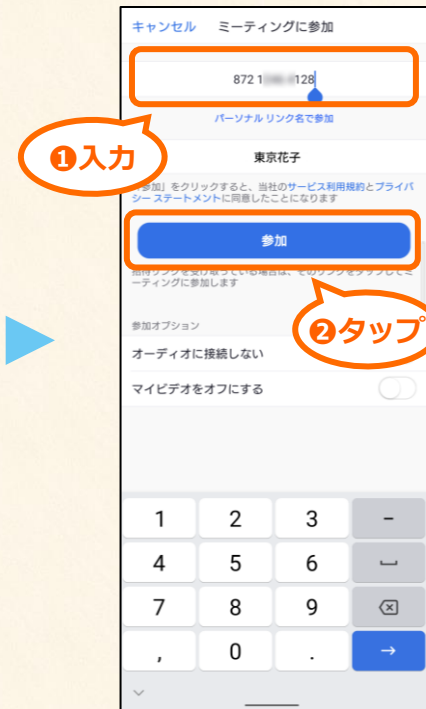 キャンセル ミーティングに参加
872 1 128
パーソナル リンク名で参加
❶入力
東京花子
参加」をクリックすると、当社のサービス利用規約とプライバ
シー ステートメントに同意したことになります
参加
招待リンクを受け取っている場合は、そのリンクをタップしてミ
ーティングに参加します
❷タップ
参加オプション
オーディオに接続しない
マイビデオをオフにする
1 2 3 −
4 5 6
7 8 9
, 0 . →